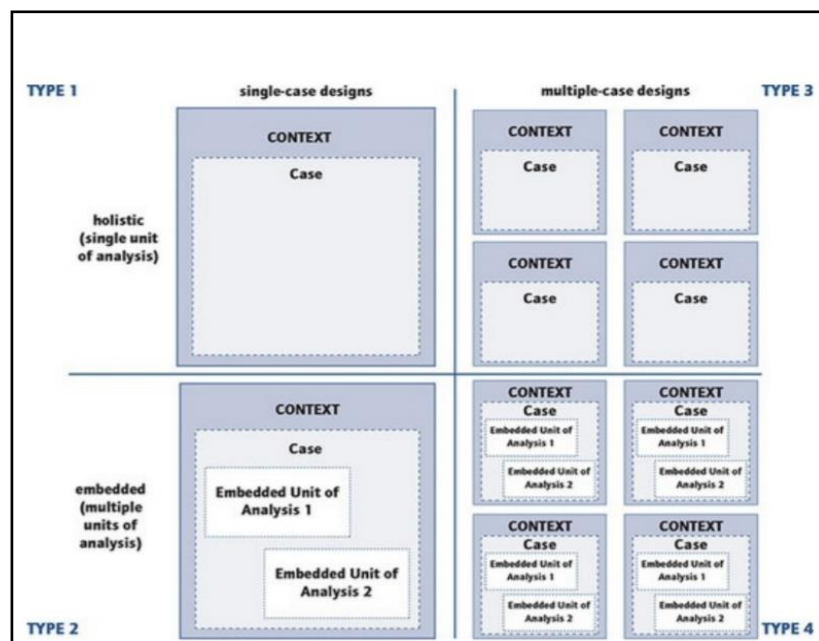 TYPE 1
single-case designs
multiple-case designs
TYPE 3
holistic
(single unit
of analysis)
CONTEXT
Case
CONTEXT
Case
CONTEXT
Case
CONTEXT
Case
CONTEXT
Case
embedded
(multiple
units of
analysis)
CONTEXT
Case
Embedded Unit of
Analysis 1
Embedded Unit of
Analysis 2
CONTEXT
Case
Embedded Unit of
Analysis 1
Embedded Unit of
Analysis 2
CONTEXT
Case
Embedded Unit of
Analysis 1
Embedded Unit of
Analysis 2
CONTEXT
Case
Embedded Unit of
Analysis 1
Embedded Unit of
Analysis 2
CONTEXT
Case
Embedded Unit of
Analysis 1
Embedded Unit of
Analysis 2
TYPE 2
TYPE 4